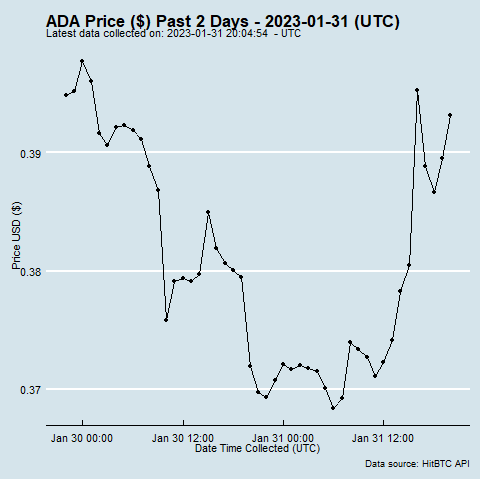 ADA Price ($) Past 2 Days - 2023-01-31 (UTC)
Latest data collected on: 2023-01-31 20:04:54 - UTC
0.39
0.38
0.37
Price USD ($)
Jan 30 00:00
Jan 30 12:00
Jan 31 00:00
Jan 31 12:00
Date Time Collected (UTC)
Data source: HitBTC API